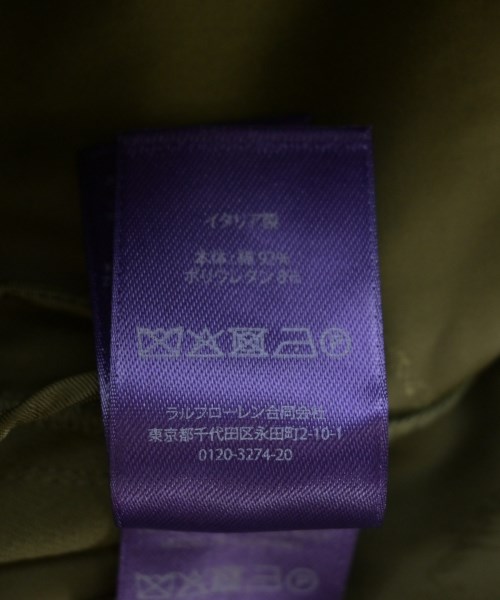 イタリア製
本体：綿 92%
ポリウレタン 8%
ラルフローレン合同会社
東京都千代田区永田町2-10-1
0120-3274-20